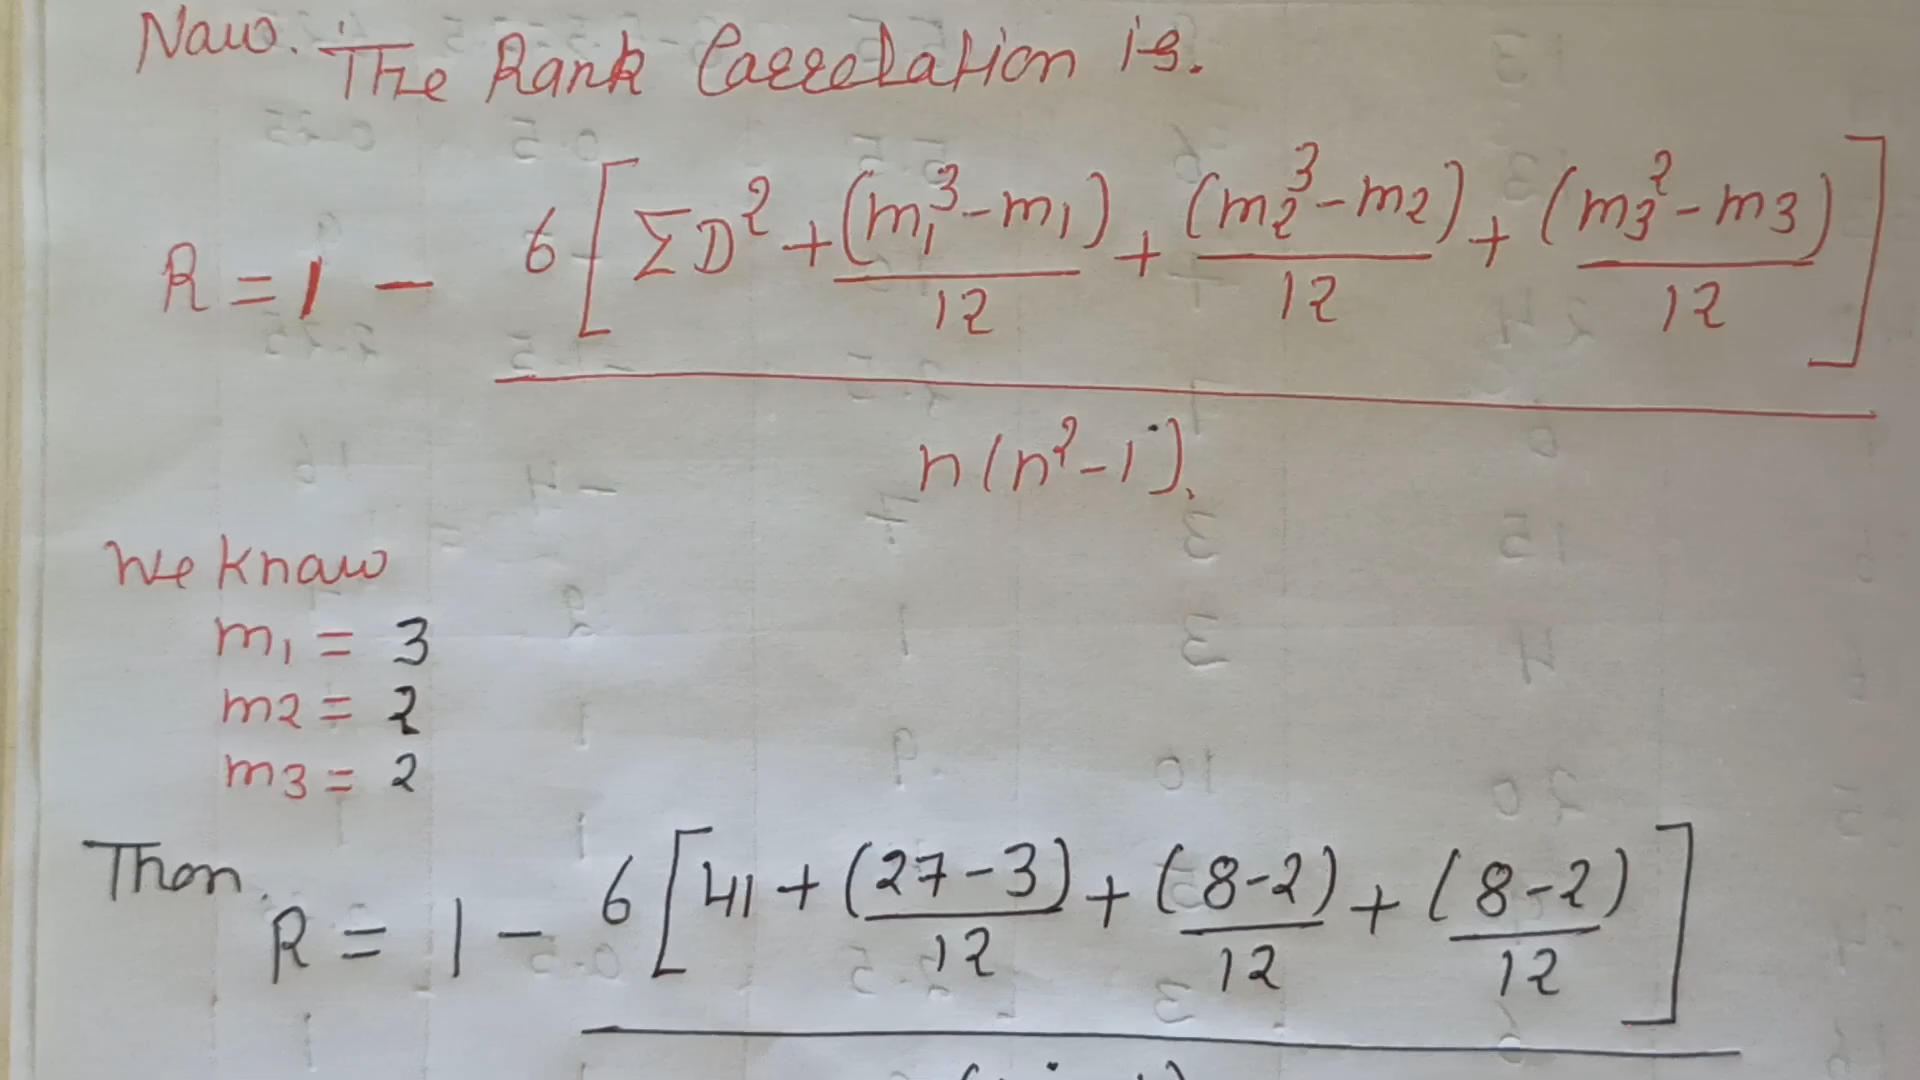 Now. The Rank Correlation is.
R = 1 - 6[ΣD² + (m₁³-m₁)/12 + (m₂³-m2)/12 + (m₃²-m3)/12] / n(n²-1).
We know
m₁ = 3
m2 = 2
m3 = 2
Then.
R = 1 - 6[41 + (27-3)/12 + (8-2)/12 + (8-2)/12]